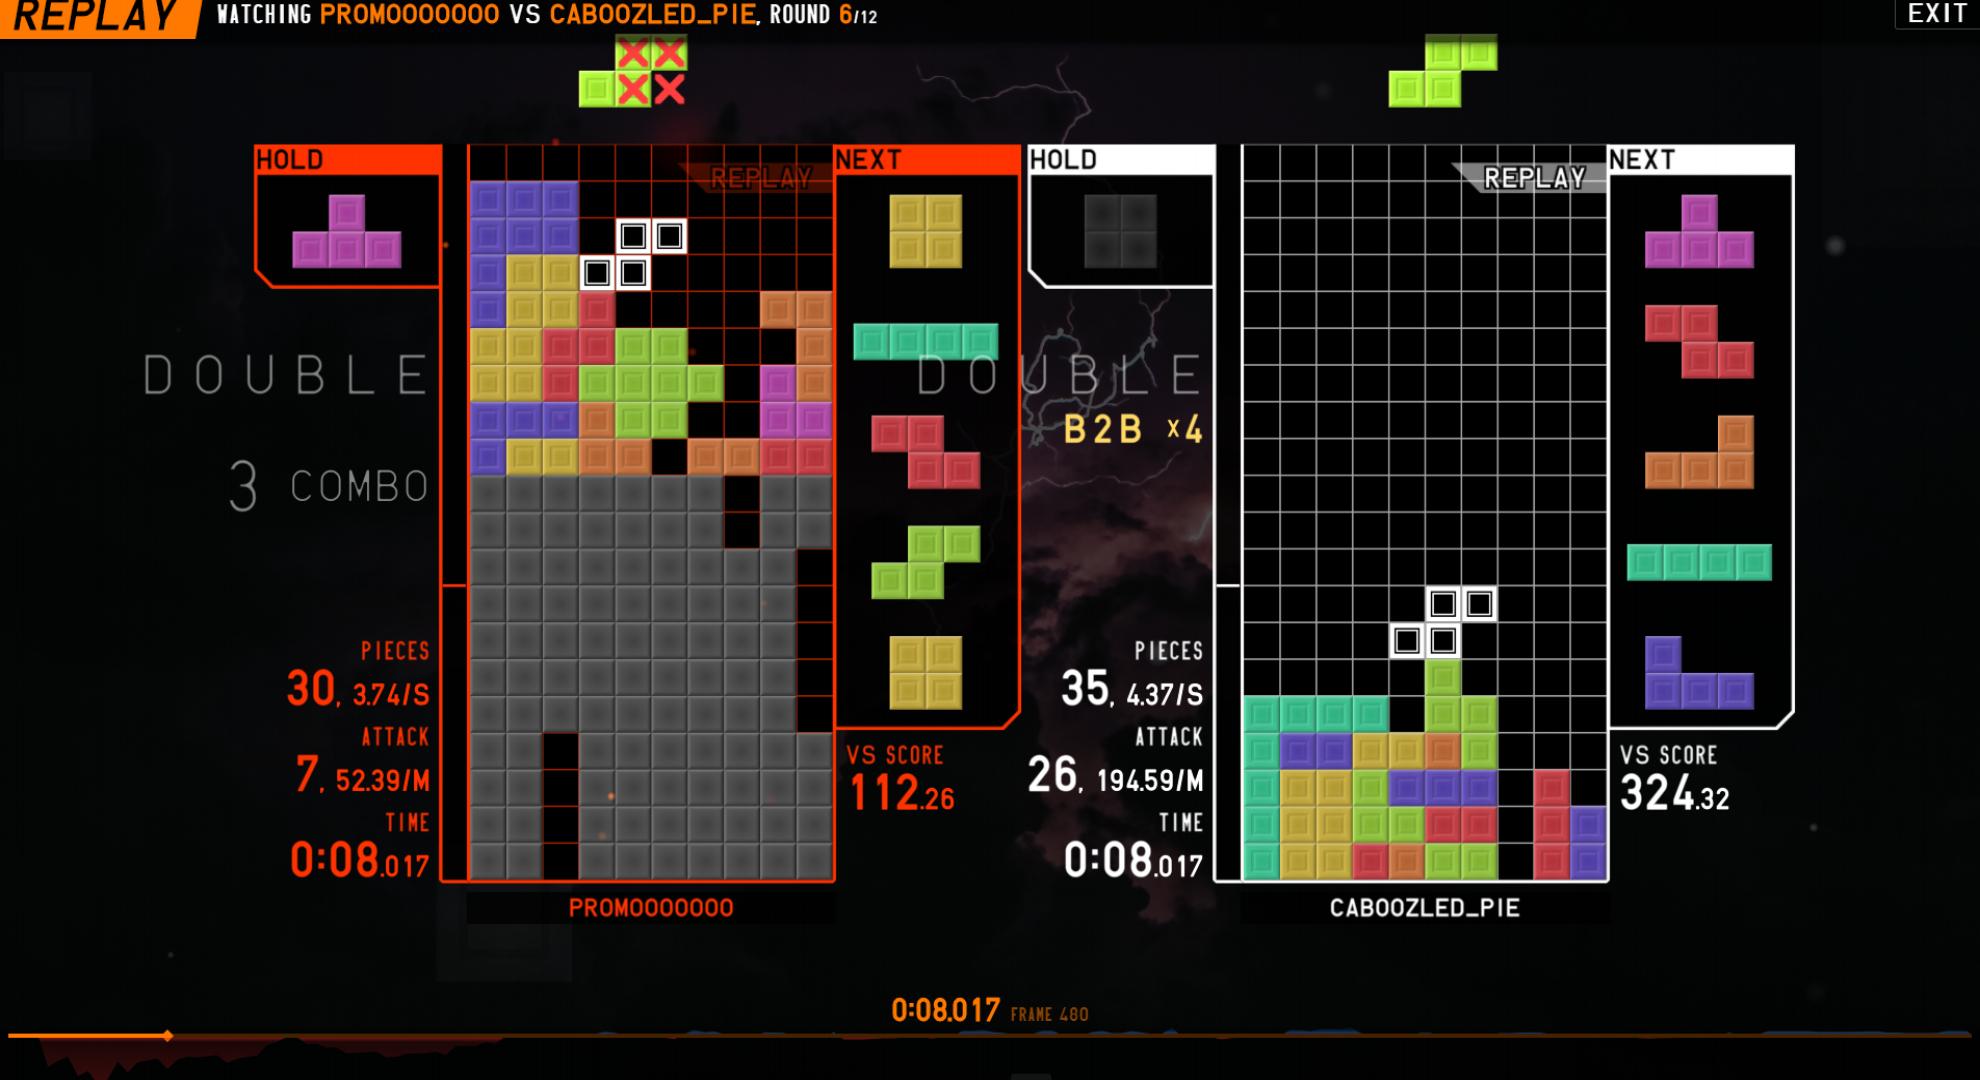 REPLAY
WATCHING PROMOOOOOOO VS CABOOZLED_PIE, ROUND 6/12
EXIT
HOLD
REPLAY
NEXT
DOUBLE
3 COMBO
PIECES
30, 3.74/S
ATTACK
7, 52.39/M
TIME
0:08.017
VS SCORE
112.26
PROMOOOOOOO
HOLD
REPLAY
NEXT
DOUBLE
B2B ×4
PIECES
35, 4.37/S
ATTACK
26, 194.59/M
TIME
0:08.017
VS SCORE
324.32
CABOOZLED_PIE
0:08.017 FRAME 480